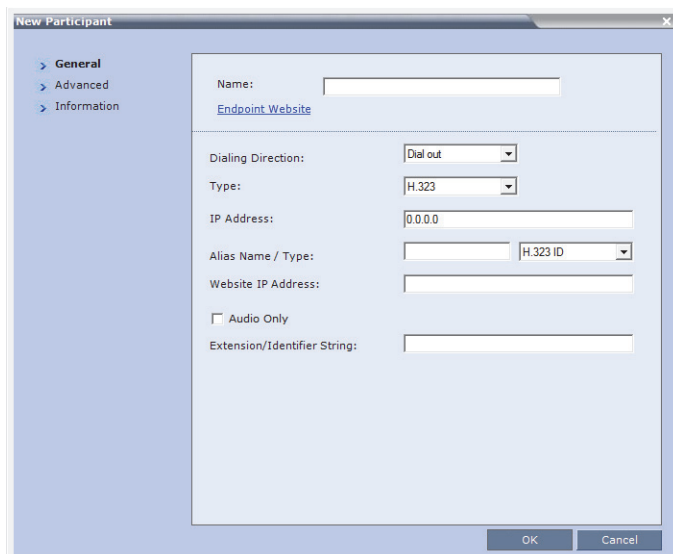 New Participant
General
Advanced
Information
Name:
Endpoint Website
Dialing Direction: Dial out
Type: H.323
IP Address: 0.0.0.0
Alias Name / Type: H.323 ID
Website IP Address:
Audio Only
Extension/Identifier String:
OK Cancel